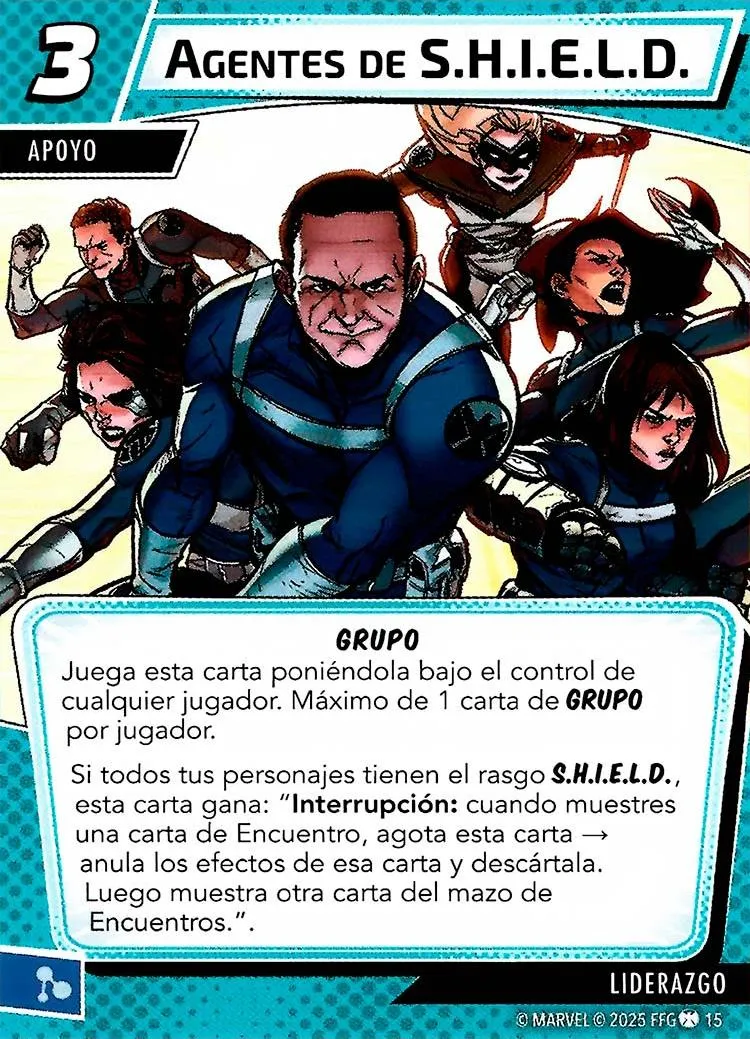 3
AGENTES DE S.H.I.E.L.D.
APOYO
GRUPO
Juega esta carta poniéndola bajo el control de
cualquier jugador. Máximo de 1 carta de GRUPO
por jugador.
Si todos tus personajes tienen el rasgo S.H.I.E.L.D.,
esta carta gana: “Interrupción: cuando muestres
una carta de Encuentro, agota esta carta →
anula los efectos de esa carta y descártala.
Luego muestra otra carta del mazo de
Encuentros.”.
LIDERAZGO
© MARVEL © 2025 FFG 15